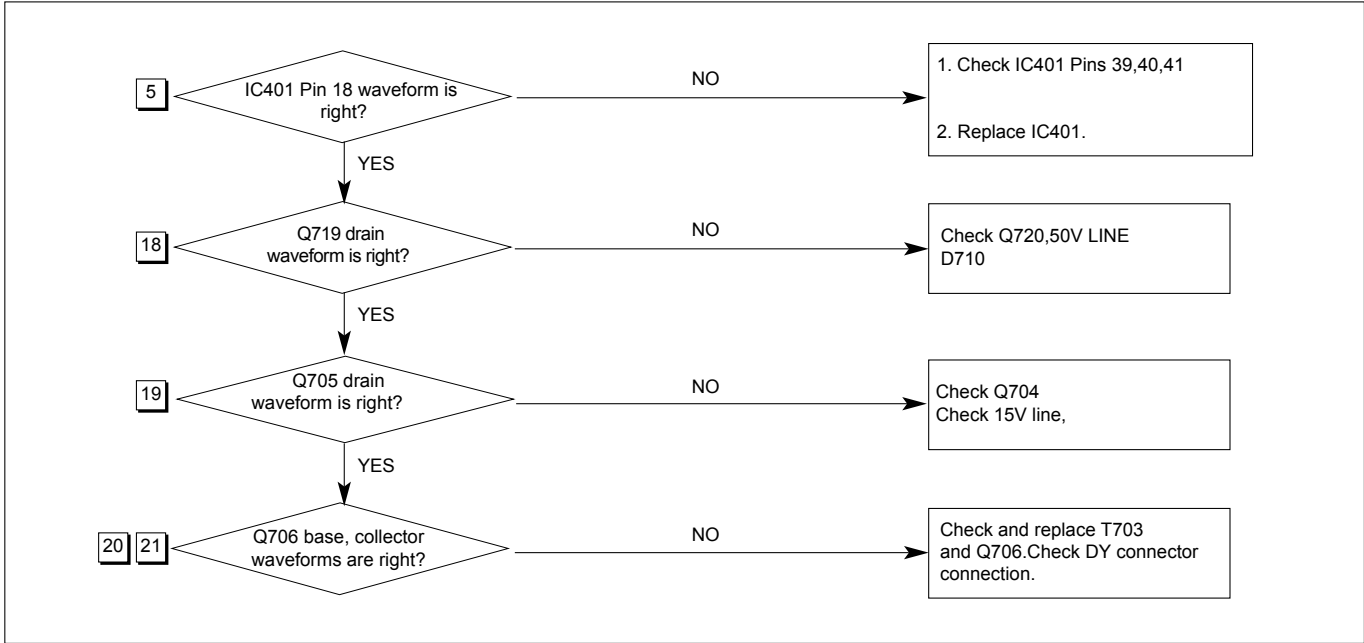 5
IC401 Pin 18 waveform is
right?
NO
1. Check IC401 Pins 39,40,41
2. Replace IC401.
YES
18
Q719 drain
waveform is right?
NO
Check Q720,50V LINE
D710
YES
19
Q705 drain
waveform is right?
NO
Check Q704
Check 15V line,
YES
20 21
Q706 base, collector
waveforms are right?
NO
Check and replace T703
and Q706.Check DY connector
connection.